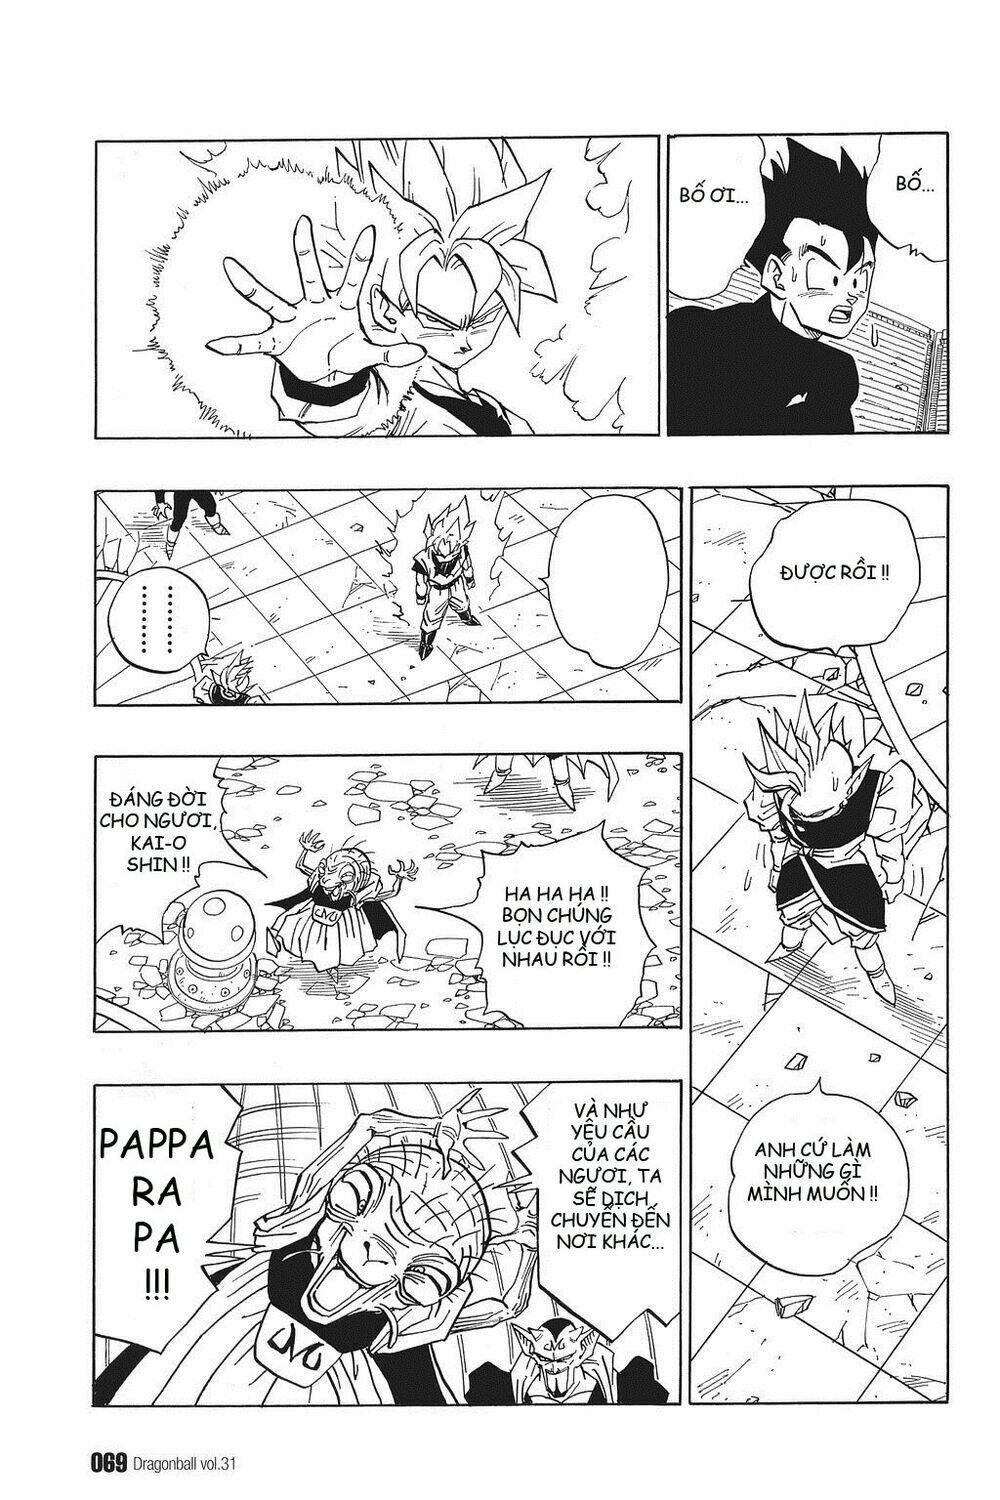 BỐ...
BỐ ƠI...
ĐƯỢC RỒI !!
ANH CỨ LÀM
NHỮNG GÌ
MÌNH MUỐN !!
.......
.......
HA HA HA !!
BỌN CHÚNG
LỤC ĐỤC VỚI
NHAU RỒI !!
ĐÁNG ĐỜI
CHO NGƯƠI,
KAI-O
SHIN !!
VÀ NHƯ
YÊU CẦU
CỦA CÁC
NGƯƠI, TA
SẼ DỊCH
CHUYỂN ĐẾN
NƠI KHÁC...
PAPPA
RA
PA
!!!
069 Dragonball vol.31